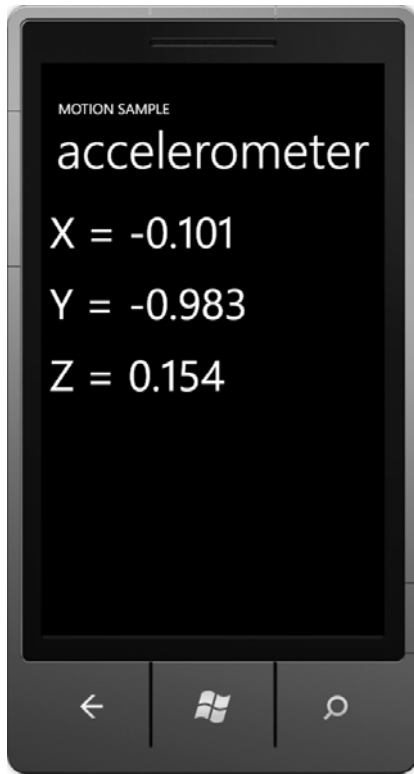 MOTION SAMPLE
accelerometer
X = -0.101
Y = -0.983
Z = 0.154